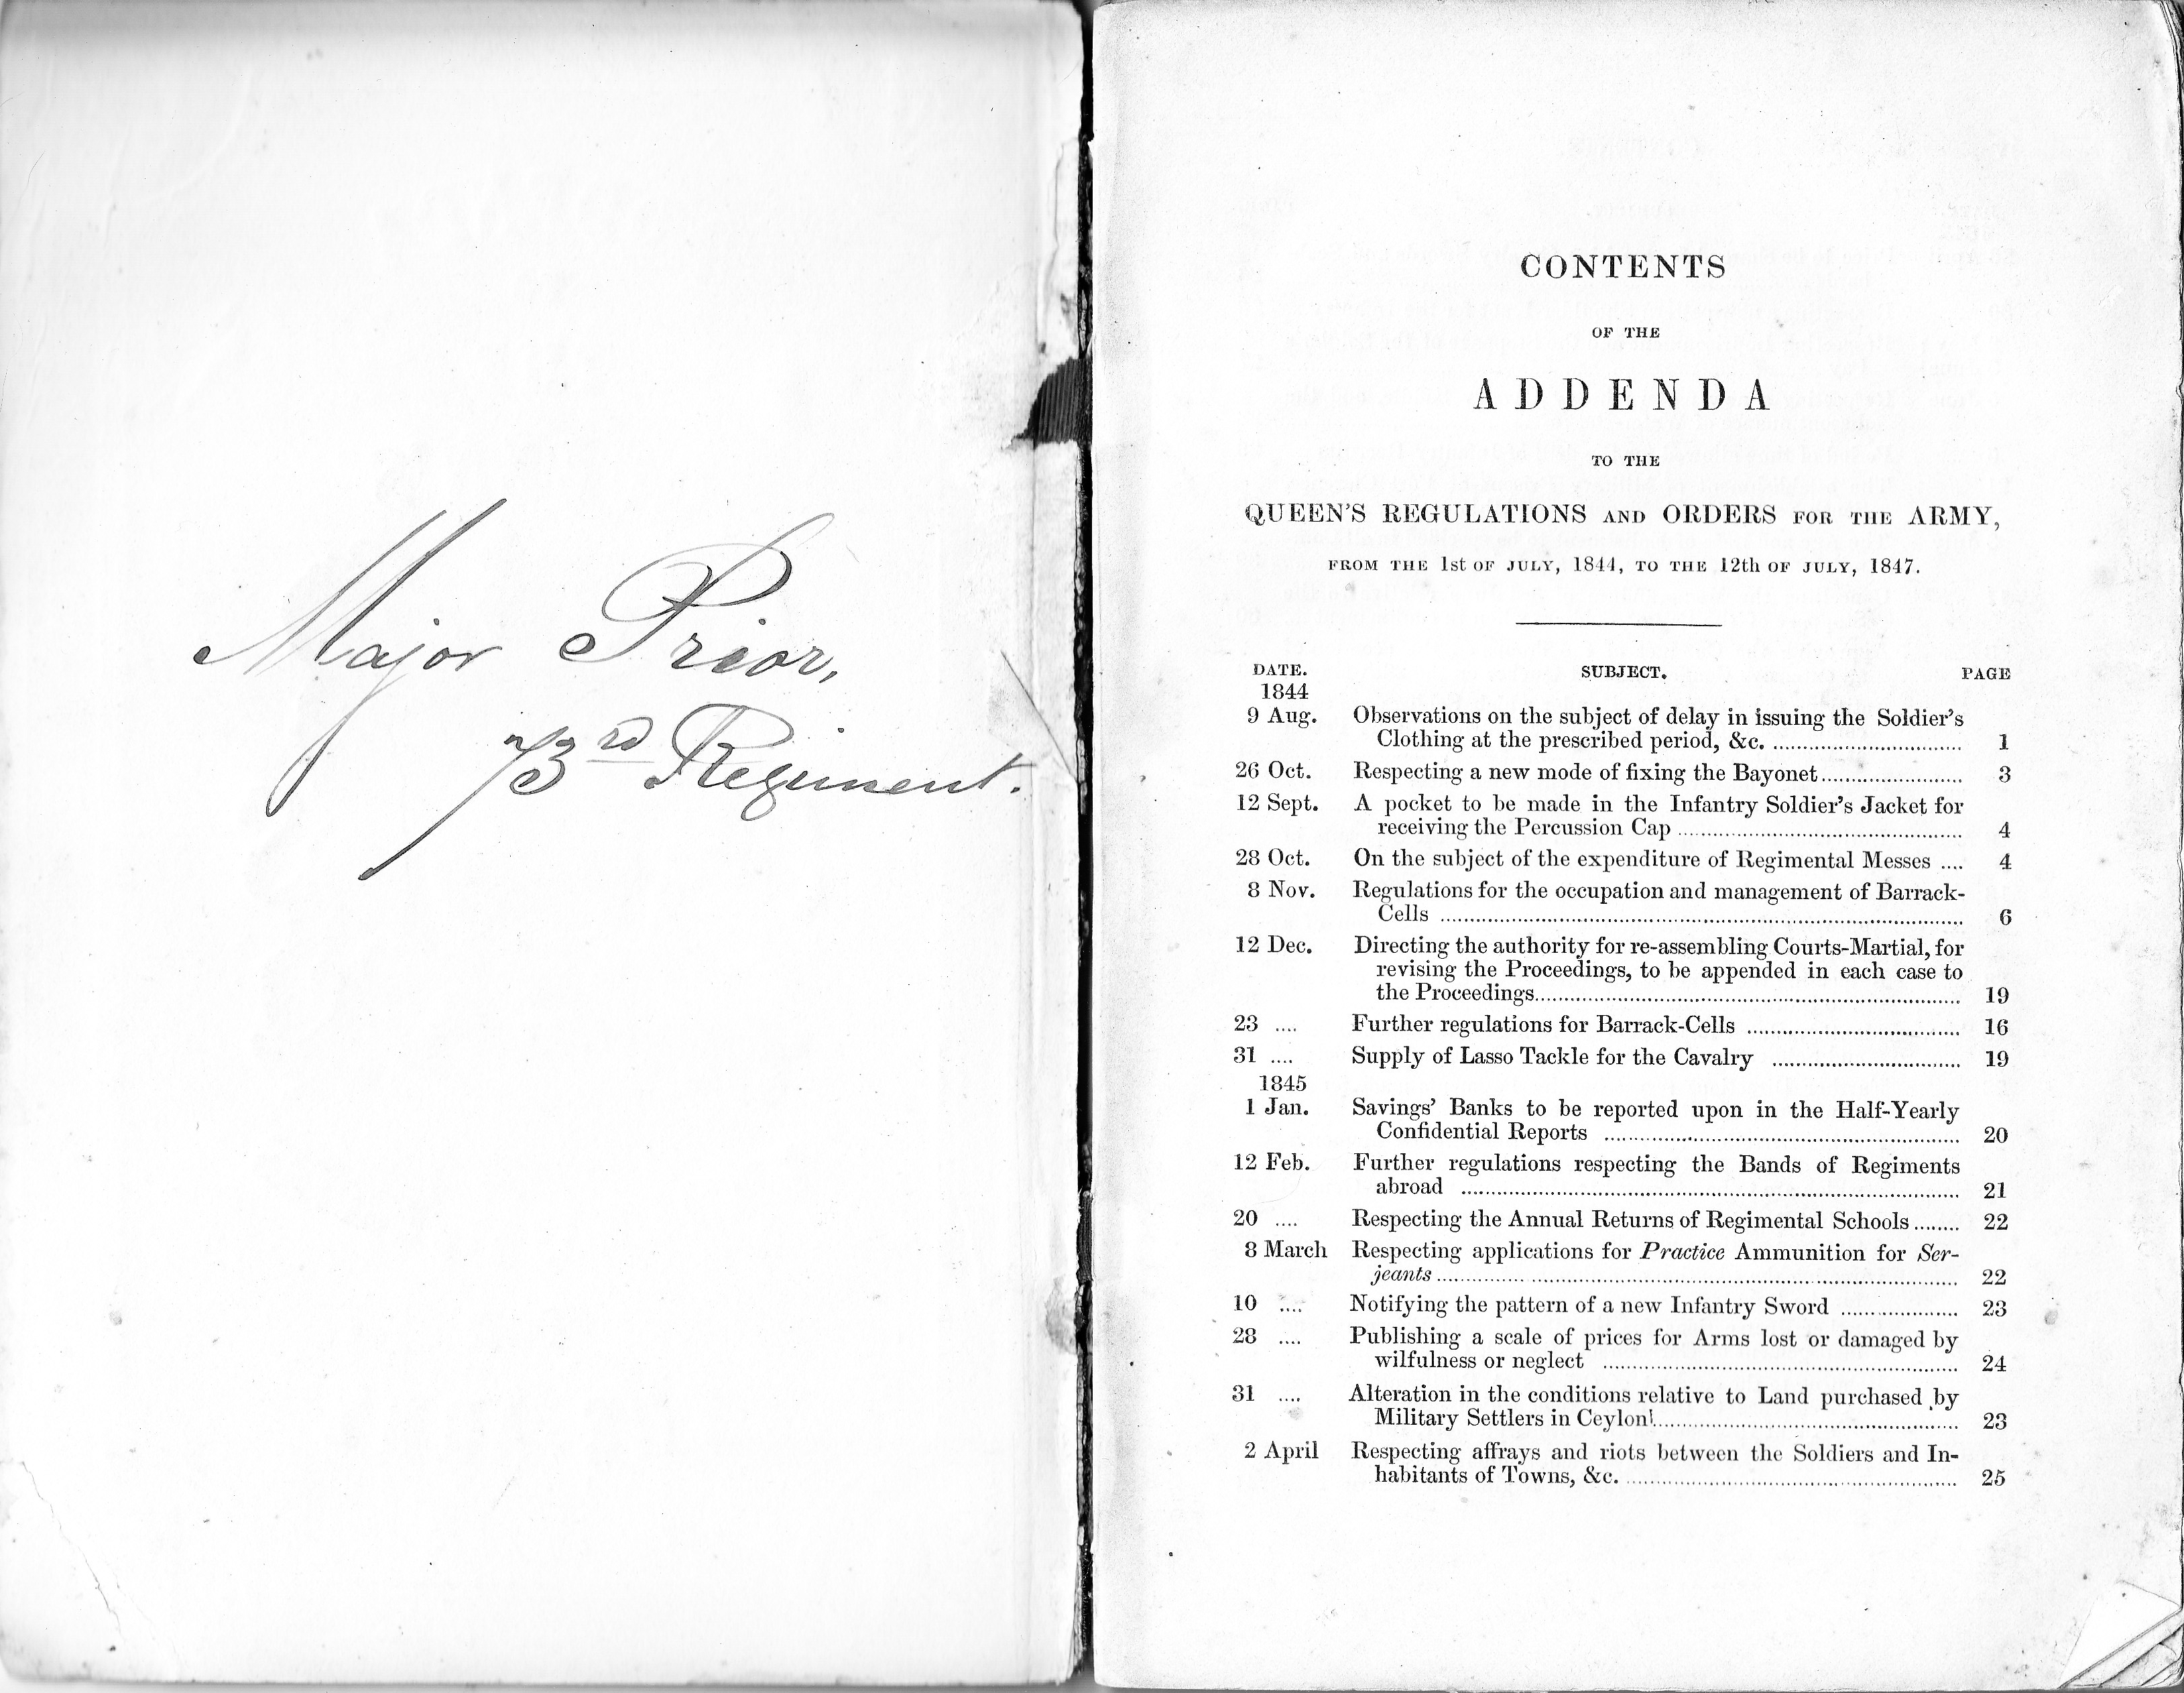 Major Prior,
73rd Regiment.
CONTENTS
OF THE
ADDENDA
TO THE
QUEEN'S REGULATIONS AND ORDERS FOR THE ARMY,
FROM THE 1st OF JULY, 1844, TO THE 12th OF JULY, 1847.
DATE. SUBJECT. PAGE
1844
9 Aug. Observations on the subject of delay in issuing the Soldier's
Clothing at the prescribed period, &c. .............................. 1
26 Oct. Respecting a new mode of fixing the Bayonet....................... 3
12 Sept. A pocket to be made in the Infantry Soldier's Jacket for
receiving the Percussion Cap .............................................. 4
28 Oct. On the subject of the expenditure of Regimental Messes .... 4
8 Nov. Regulations for the occupation and management of Barrack-
Cells .................................................................................... 6
12 Dec. Directing the authority for re-assembling Courts-Martial, for
revising the Proceedings, to be appended in each case to
the Proceedings..................................................................... 19
23 .... Further regulations for Barrack-Cells .................................. 16
31 .... Supply of Lasso Tackle for the Cavalry .............................. 19
1845
1 Jan. Savings' Banks to be reported upon in the Half-Yearly
Confidential Reports ......................................................... 20
12 Feb. Further regulations respecting the Bands of Regiments
abroad ................................................................................ 21
20 .... Respecting the Annual Returns of Regimental Schools........ 22
8 March Respecting applications for Practice Ammunition for Ser-
jeants .................................................................................... 22
10 .... Notifying the pattern of a new Infantry Sword ................... 23
28 .... Publishing a scale of prices for Arms lost or damaged by
wilfulness or neglect ......................................................... 24
31 .... Alteration in the conditions relative to Land purchased by
Military Settlers in Ceylon.................................................. 23
2 April Respecting affrays and riots between the Soldiers and In-
habitants of Towns, &c. ..................................................... 25